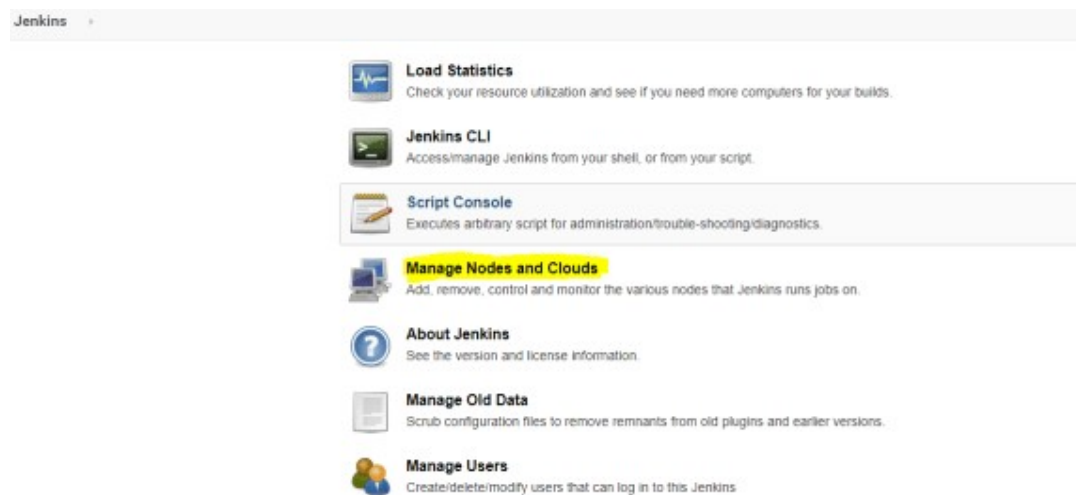 Jenkins
Load Statistics
Check your resource utilization and see if you need more computers for your builds.
Jenkins CLI
Access/manage Jenkins from your shell, or from your script.
Script Console
Executes arbitrary script for administration/trouble-shooting/diagnostics.
Manage Nodes and Clouds
Add, remove, control and monitor the various nodes that Jenkins runs jobs on.
About Jenkins
See the version and license information.
Manage Old Data
Scrub configuration files to remove remnants from old plugins and earlier versions.
Manage Users
Create/delete/modify users that can log in to this Jenkins